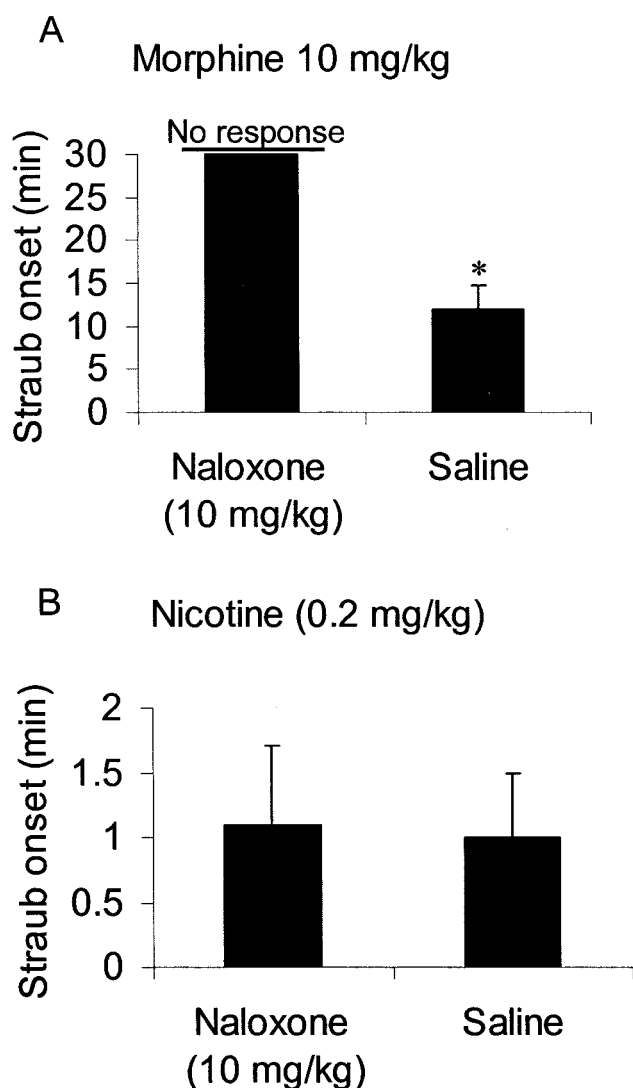 A
Morphine 10 mg/kg
No response
Straub onset (min)
30
25
20
15
10
5
0
*
Naloxone
(10 mg/kg)
Saline
B
Nicotine (0.2 mg/kg)
Straub onset (min)
2
1.5
1
0.5
0
Naloxone
(10 mg/kg)
Saline